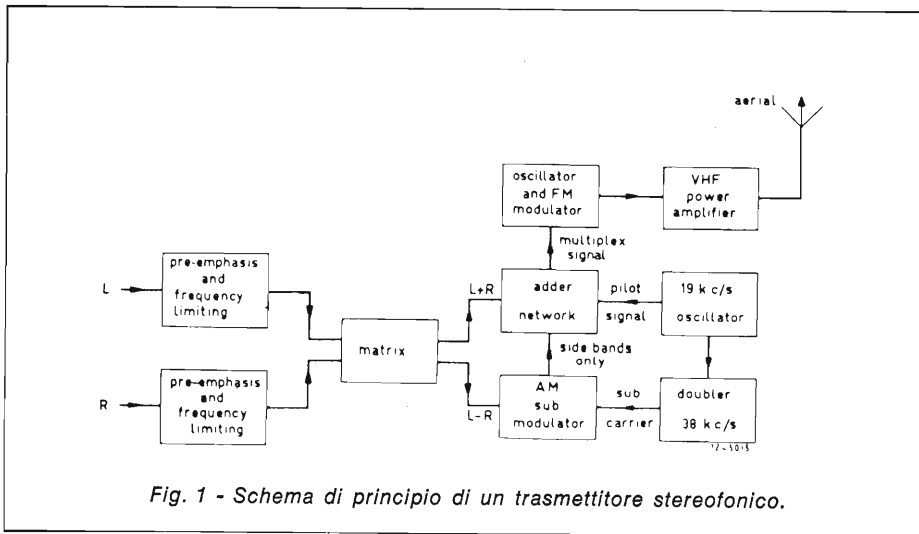 aerial
oscillator
and FM
modulator
VHF
power
amplifier
multiplex
signal
pre-emphasis
and
frequency
limiting
L
L+R
adder
network
pilot
signal
19 kc/s
oscillator
matrix
side bands
only
pre-emphasis
and
frequency
limiting
R
L-R
AM
sub
modulator
sub
carrier
doubler
38 kc/s
Fig. 1 - Schema di principio di un trasmettitore stereofonico.